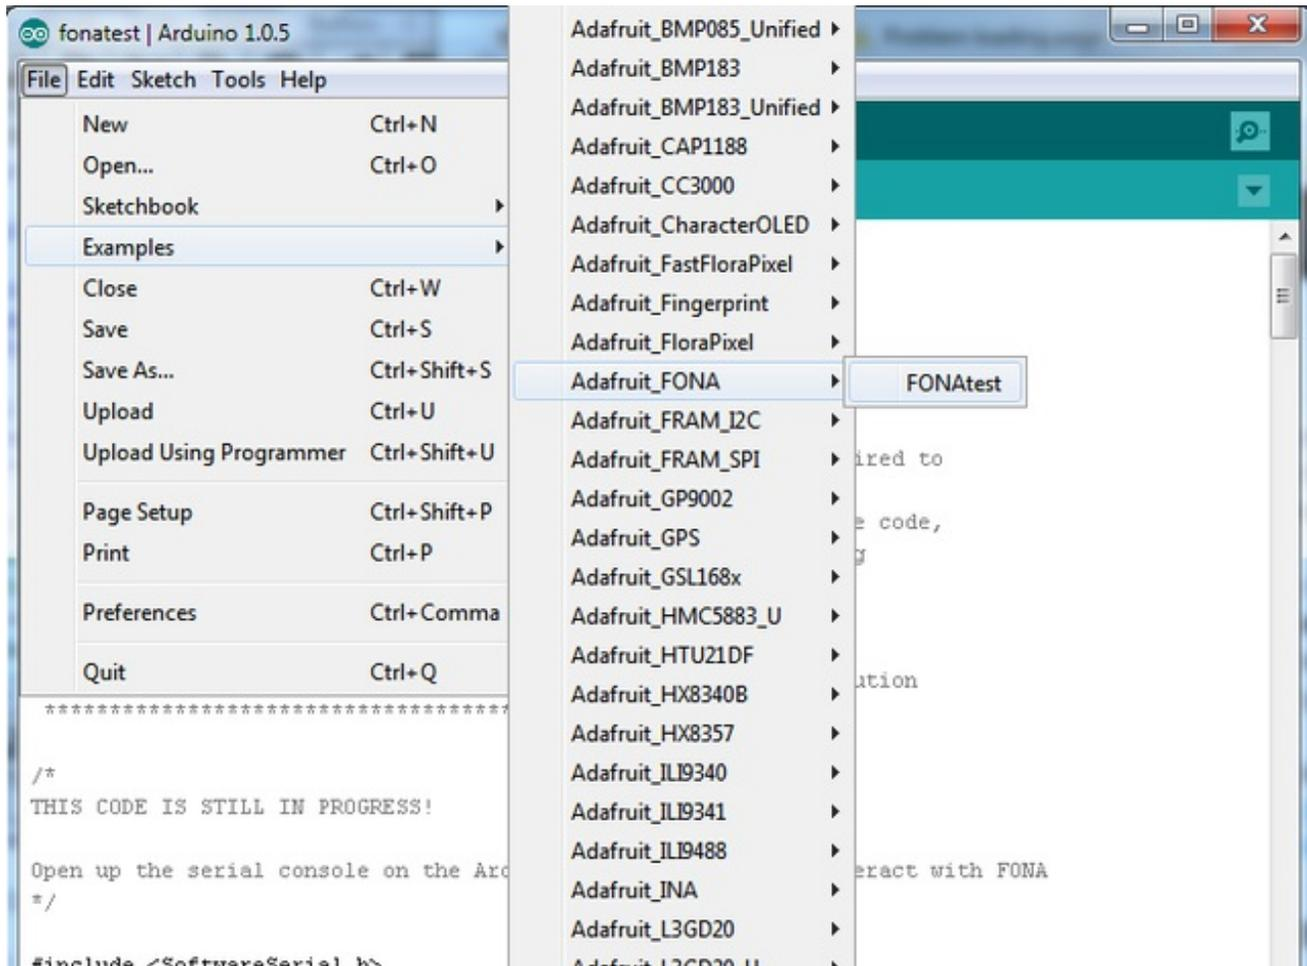 fonatest | Arduino 1.0.5
File Edit Sketch Tools Help
New Ctrl+N
Open... Ctrl+O
Sketchbook
Examples
Close Ctrl+W
Save Ctrl+S
Save As... Ctrl+Shift+S
Upload Ctrl+U
Upload Using Programmer Ctrl+Shift+U
Page Setup Ctrl+Shift+P
Print Ctrl+P
Preferences Ctrl+Comma
Quit Ctrl+Q
Adafruit_BMP085_Unified
Adafruit_BMP183
Adafruit_BMP183_Unified
Adafruit_CAP1188
Adafruit_CC3000
Adafruit_CharacterOLED
Adafruit_FastFloraPixel
Adafruit_Fingerprint
Adafruit_FloraPixel
Adafruit_FONA
Adafruit_FRAM_I2C
Adafruit_FRAM_SPI
Adafruit_GP9002
Adafruit_GPS
Adafruit_GSL168x
Adafruit_HMC5883_U
Adafruit_HTU21DF
Adafruit_HX8340B
Adafruit_HX8357
Adafruit_ILI9340
Adafruit_ILI9341
Adafruit_ILI9488
Adafruit_INA
Adafruit_L3GD20
Adafruit_L3GD20_U
FONAtest
ired to
e code,
g
ution
***********************************
/*
THIS CODE IS STILL IN PROGRESS!
Open up the serial console on the Ard eract with FONA
*/
#include <SoftwareSerial.h>